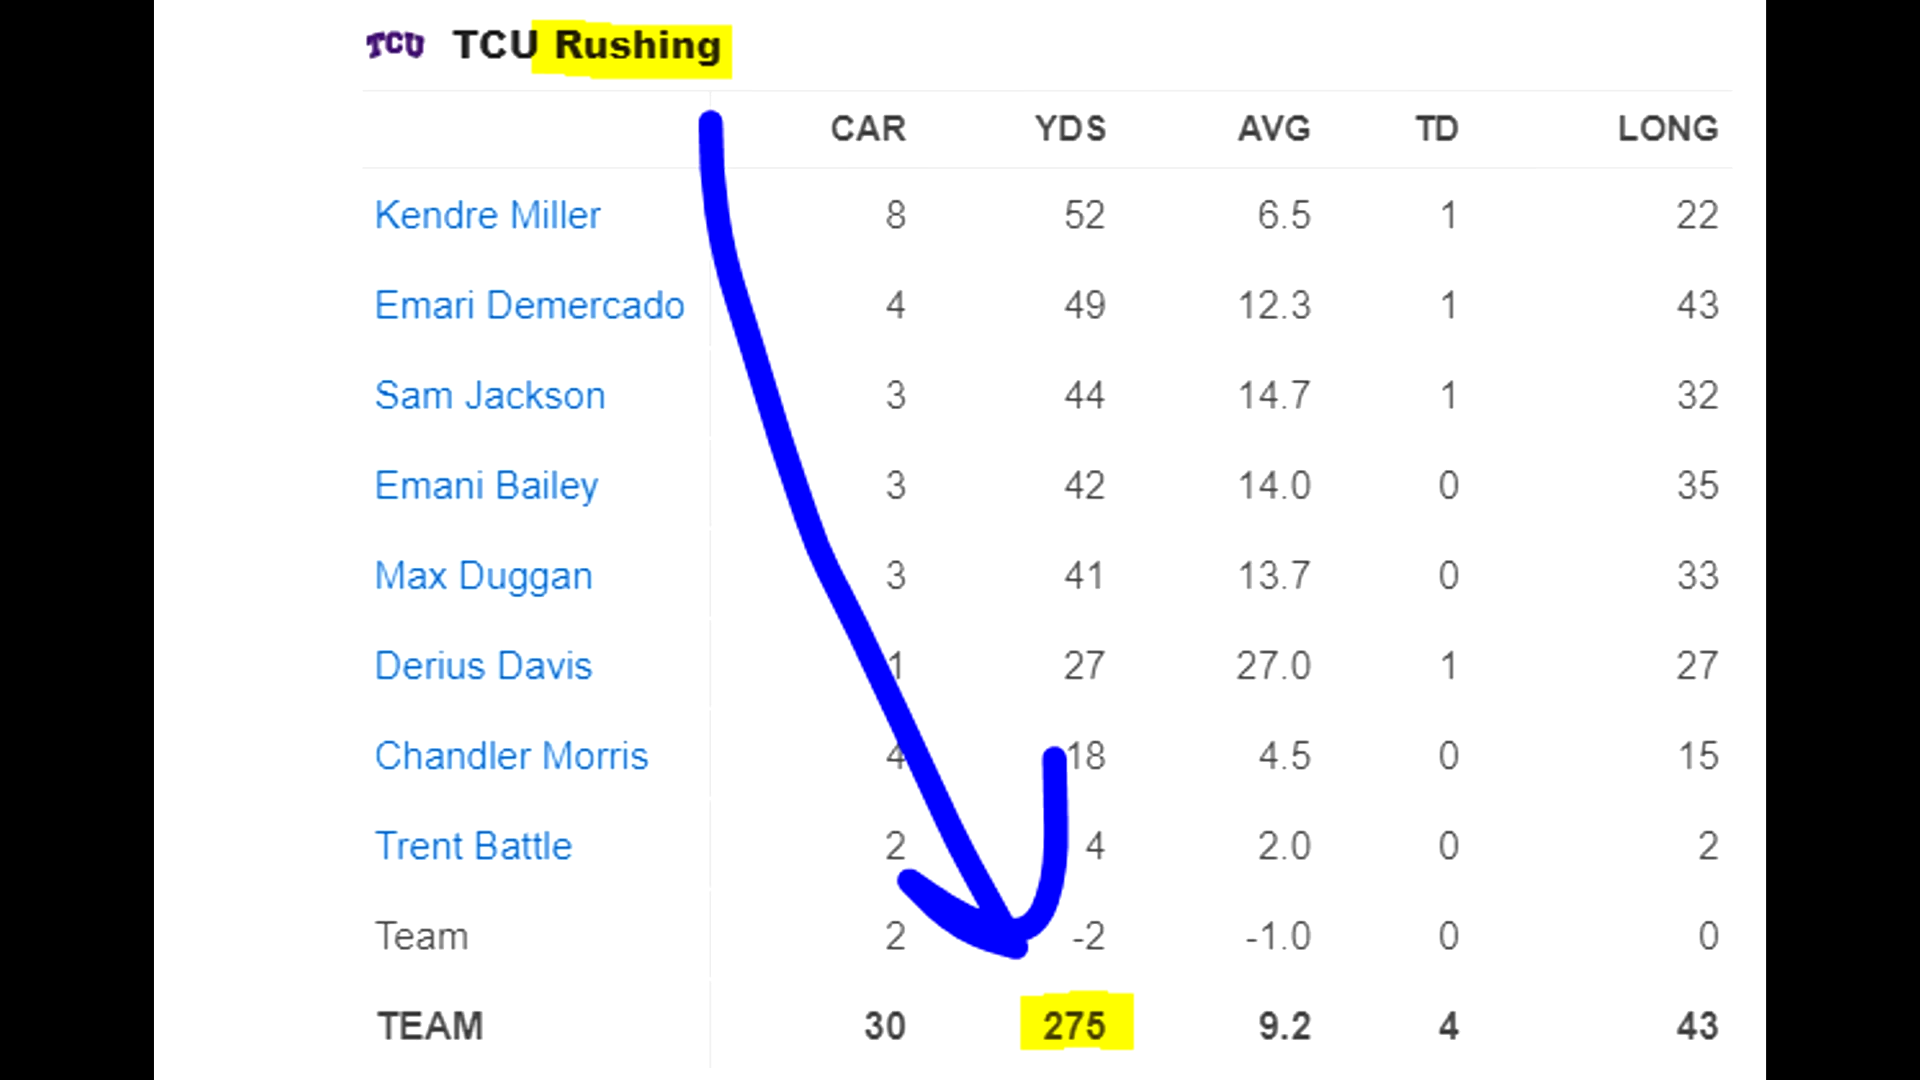 TCU TCU Rushing
CAR YDS AVG TD LONG
Kendre Miller 8 52 6.5 1 22
Emari Demercado 4 49 12.3 1 43
Sam Jackson 3 44 14.7 1 32
Emani Bailey 3 42 14.0 0 35
Max Duggan 3 41 13.7 0 33
Derius Davis 1 27 27.0 1 27
Chandler Morris 4 18 4.5 0 15
Trent Battle 2 4 2.0 0 2
Team 2 -2 -1.0 0 0
TEAM 30 275 9.2 4 43